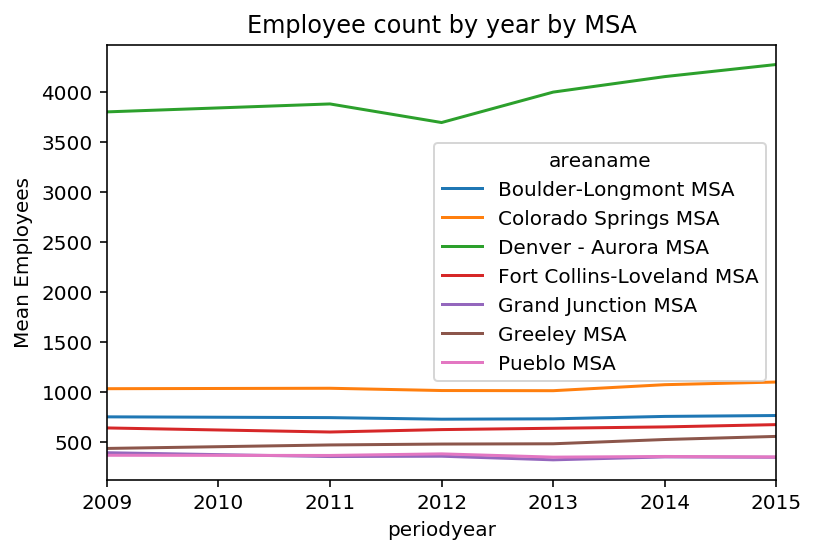 Employee count by year by MSA
Mean Employees
4000
3500
3000
2500
2000
1500
1000
500
areaname
Boulder-Longmont MSA
Colorado Springs MSA
Denver - Aurora MSA
Fort Collins-Loveland MSA
Grand Junction MSA
Greeley MSA
Pueblo MSA
2009 2010 2011 2012 2013 2014 2015
periodyear